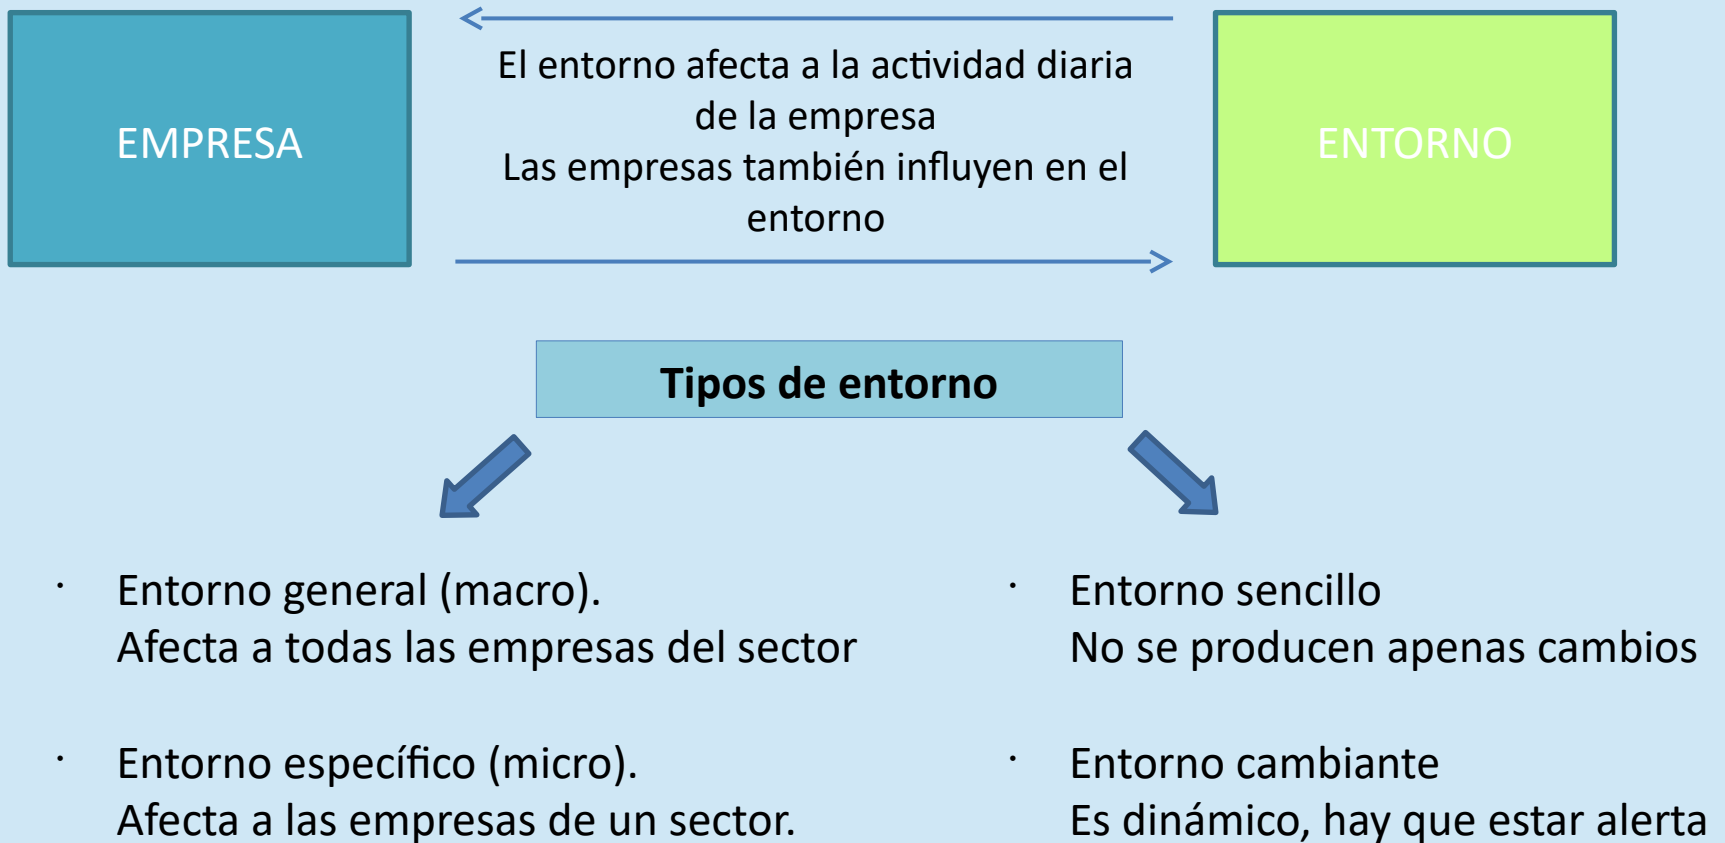 EMPRESA
El entorno afecta a la actividad diaria
de la empresa
Las empresas también influyen en el
entorno
ENTORNO
Tipos de entorno
· Entorno general (macro).
Afecta a todas las empresas del sector
· Entorno específico (micro).
Afecta a las empresas de un sector.
· Entorno sencillo
No se producen apenas cambios
· Entorno cambiante
Es dinámico, hay que estar alerta